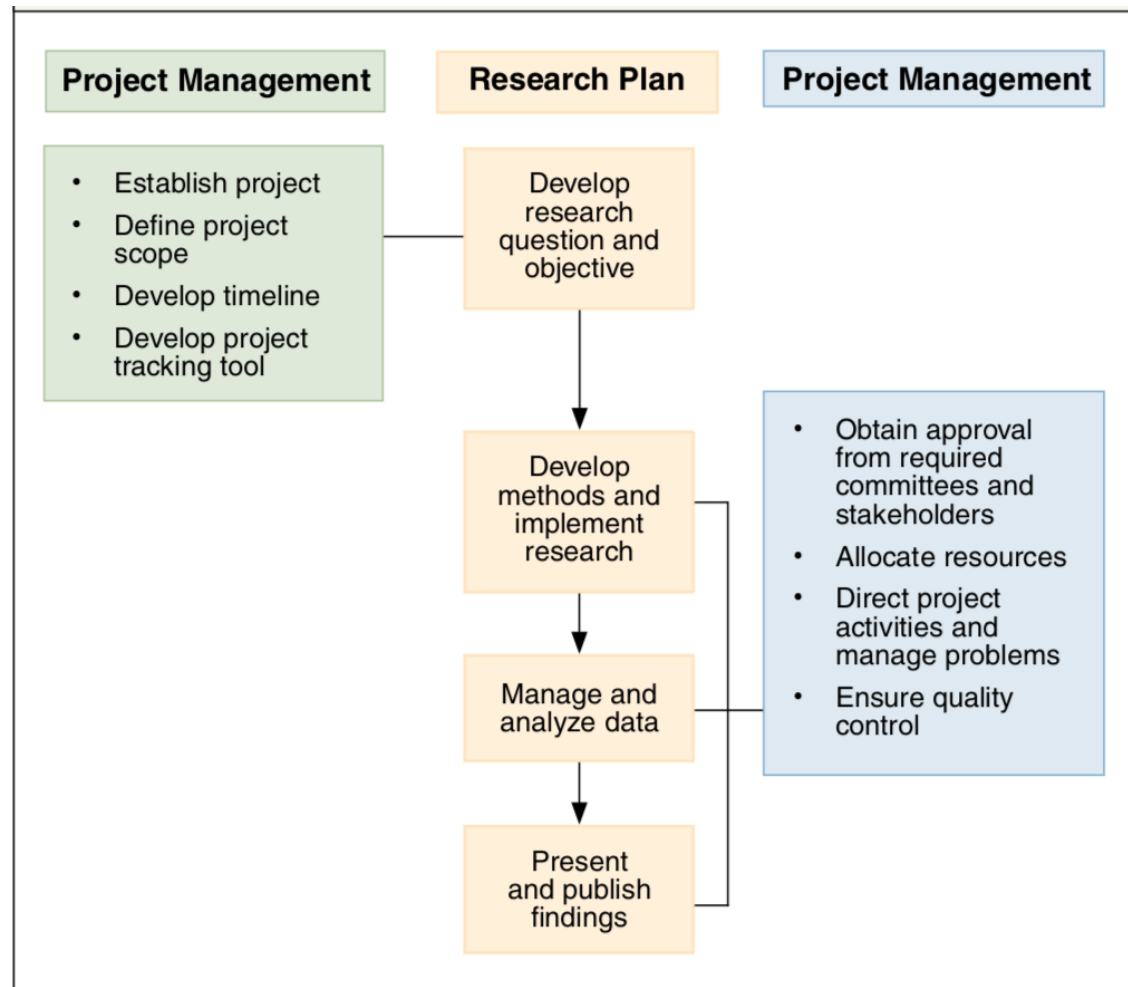 Project Management
Research Plan
Project Management
• Establish project
• Define project
scope
• Develop timeline
• Develop project
tracking tool
Develop
research
question and
objective
Develop
methods and
implement
research
Manage and
analyze data
Present
and publish
findings
• Obtain approval
from required
committees and
stakeholders
• Allocate resources
• Direct project
activities and
manage problems
• Ensure quality
control